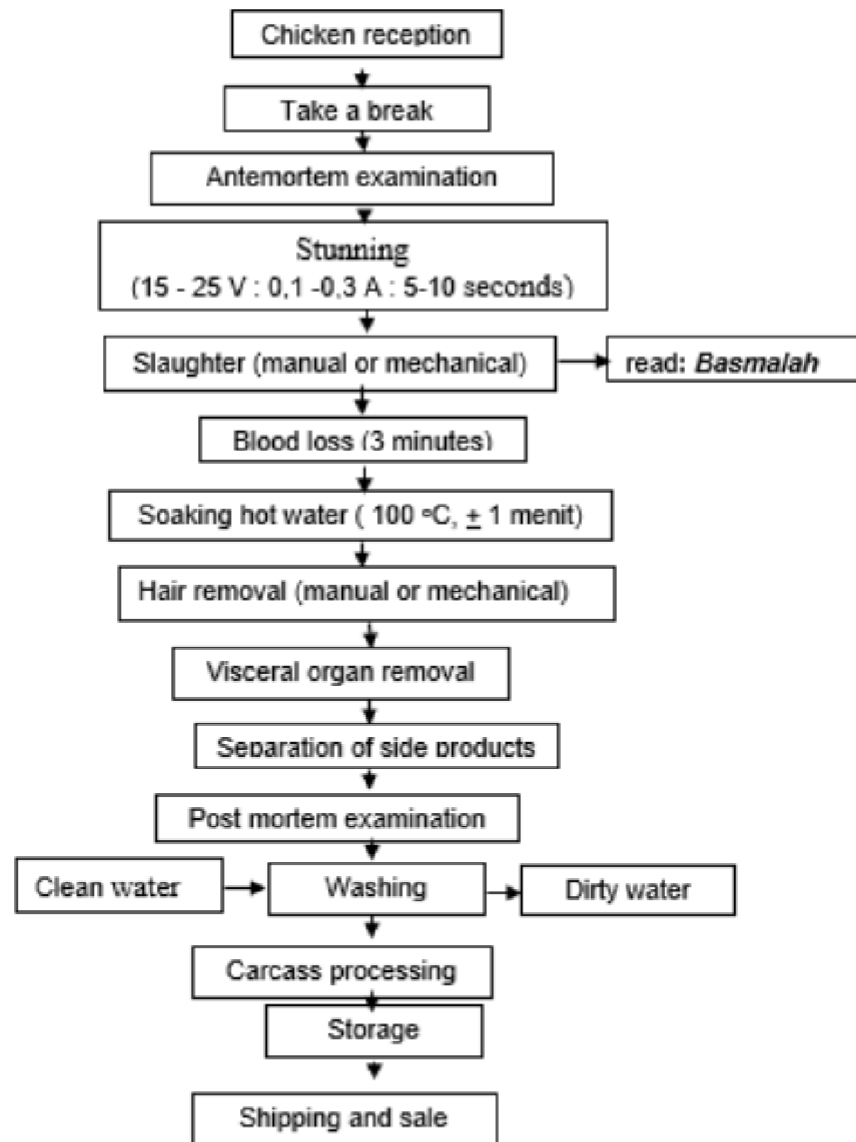 Chicken reception
Take a break
Antemortem examination
Stunning
(15 - 25 V : 0,1 -0,3 A : 5-10 seconds)
Slaughter (manual or mechanical)
read: Basmalah
Blood loss (3 minutes)
Soaking hot water ( 100 ºC, ± 1 menit)
Hair removal (manual or mechanical)
Visceral organ removal
Separation of side products
Post mortem examination
Clean water
Washing
Dirty water
Carcass processing
Storage
Shipping and sale